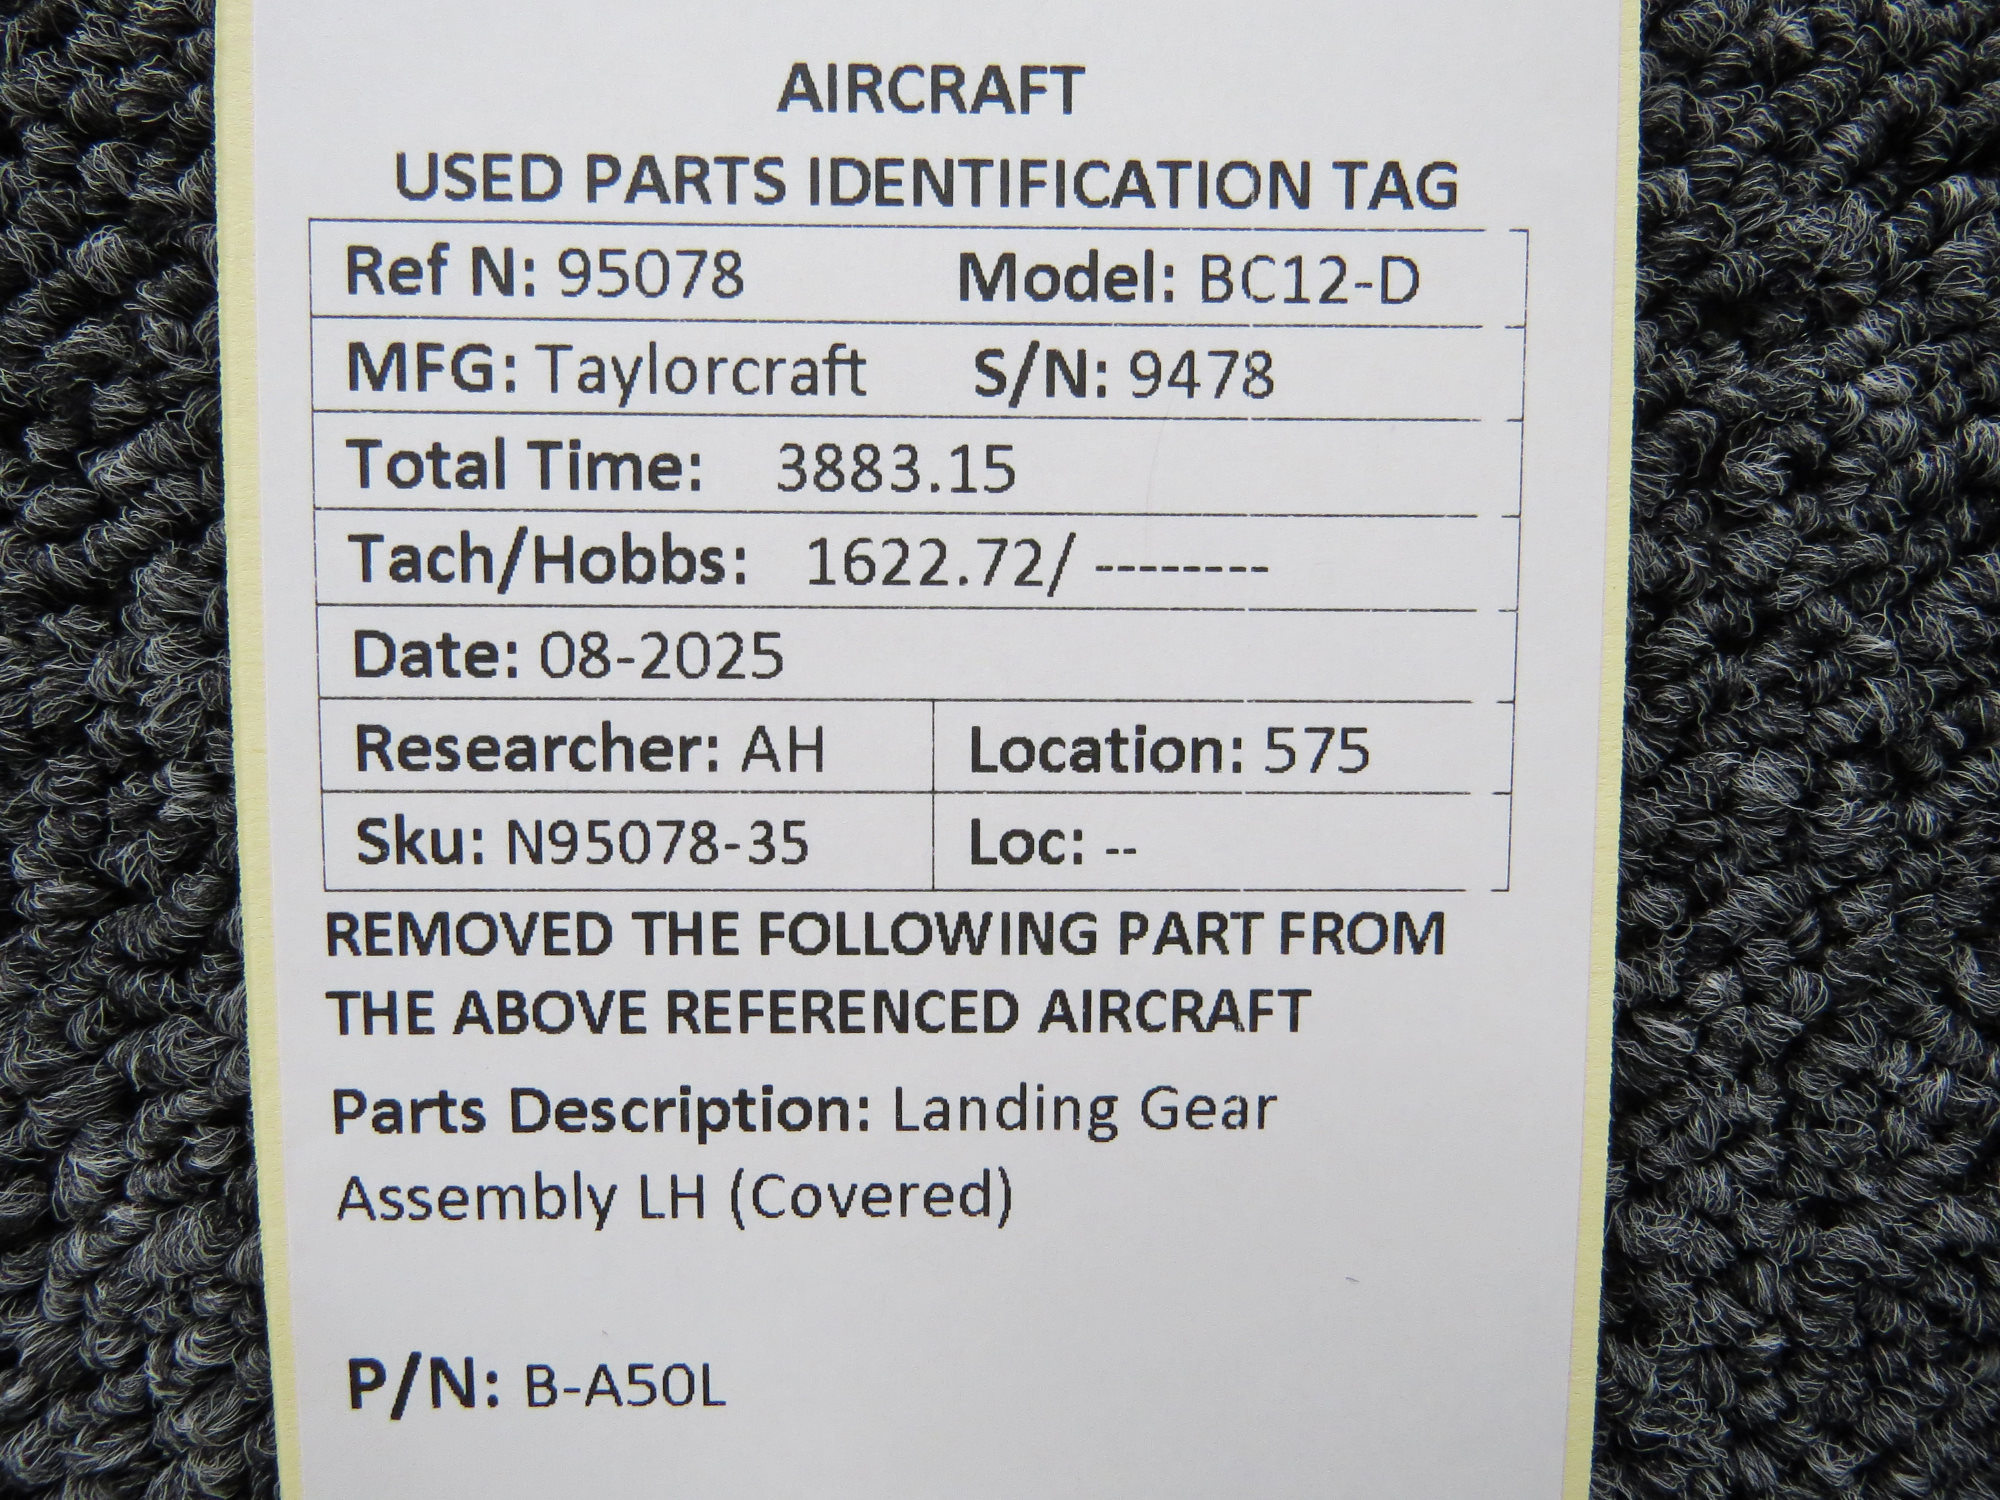 AIRCRAFT
USED PARTS IDENTIFICATION TAG
Ref N: 95078 Model: BC12-D
MFG: Taylorcraft S/N: 9478
Total Time: 3883.15
Tach/Hobbs: 1622.72/ --------
Date: 08-2025
Researcher: AH Location: 575
Sku: N95078-35 Loc: --
REMOVED THE FOLLOWING PART FROM
THE ABOVE REFERENCED AIRCRAFT
Parts Description: Landing Gear
Assembly LH (Covered)
P/N: B-A50L